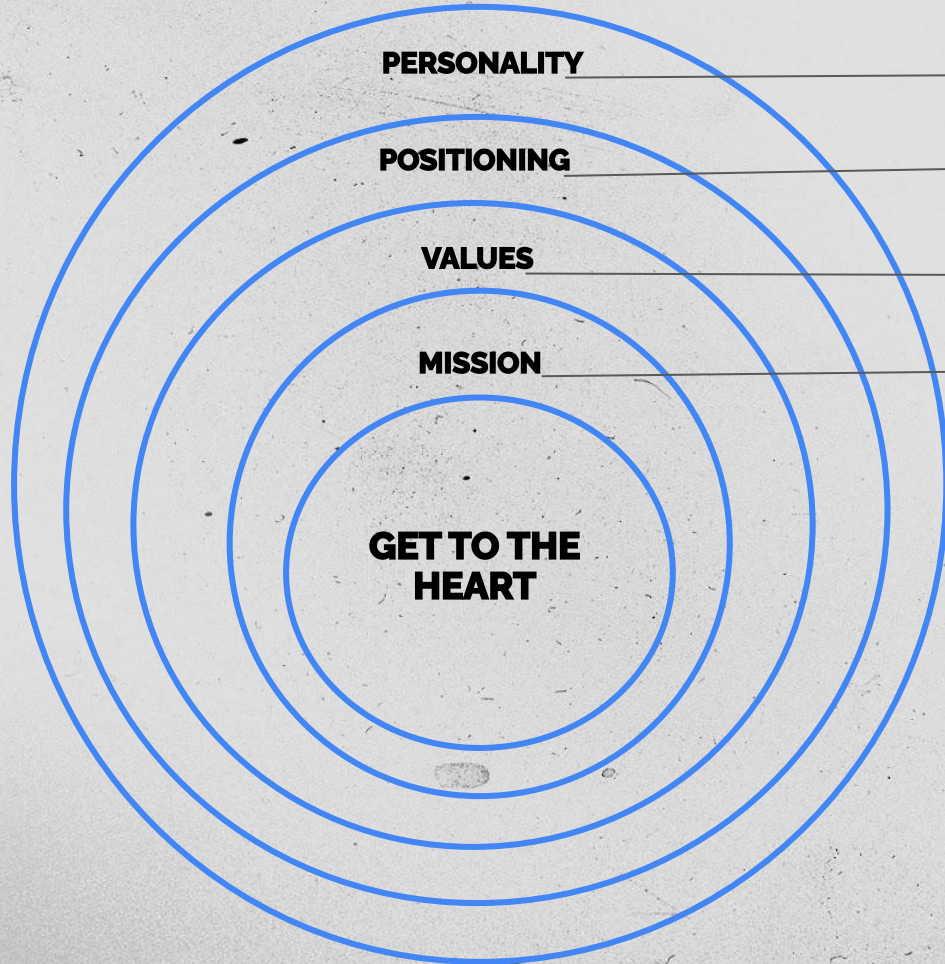 PERSONALITY
POSITIONING
VALUES
MISSION
GET TO THE
HEART